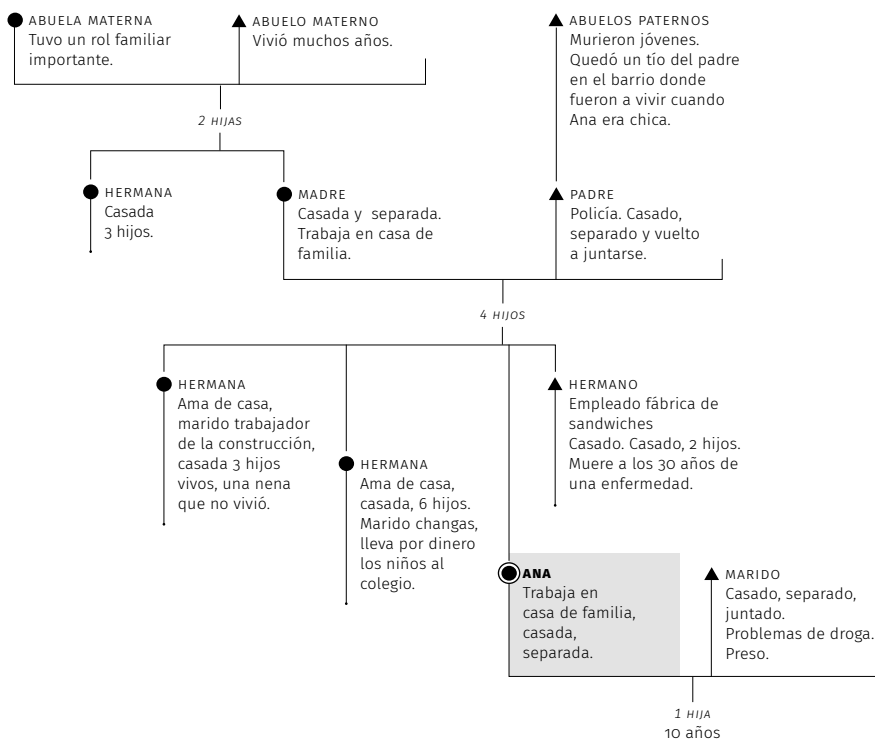 ABUELA MATERNA
Tuvo un rol familiar
importante.
ABUELO MATERNO
Vivió muchos años.
ABUELOS PATERNOS
Murieron jóvenes.
Quedó un tío del padre
en el barrio donde
fueron a vivir cuando
Ana era chica.
2 HIJAS
HERMANA
Casada
3 hijos.
MADRE
Casada y separada.
Trabaja en casa de
familia.
PADRE
Policía. Casado,
separado y vuelto
a juntarse.
4 HIJOS
HERMANA
Ama de casa,
marido trabajador
de la construcción,
casada 3 hijos
vivos, una nena
que no vivió.
HERMANA
Ama de casa,
casada, 6 hijos.
Marido changas,
lleva por dinero
los niños al
colegio.
HERMANO
Empleado fábrica de
sandwiches
Casado. Casado, 2 hijos.
Muere a los 30 años de
una enfermedad.
ANA
Trabaja en
casa de familia,
casada,
separada.
MARIDO
Casado, separado,
juntado.
Problemas de droga.
Preso.
1 HIJA
10 años